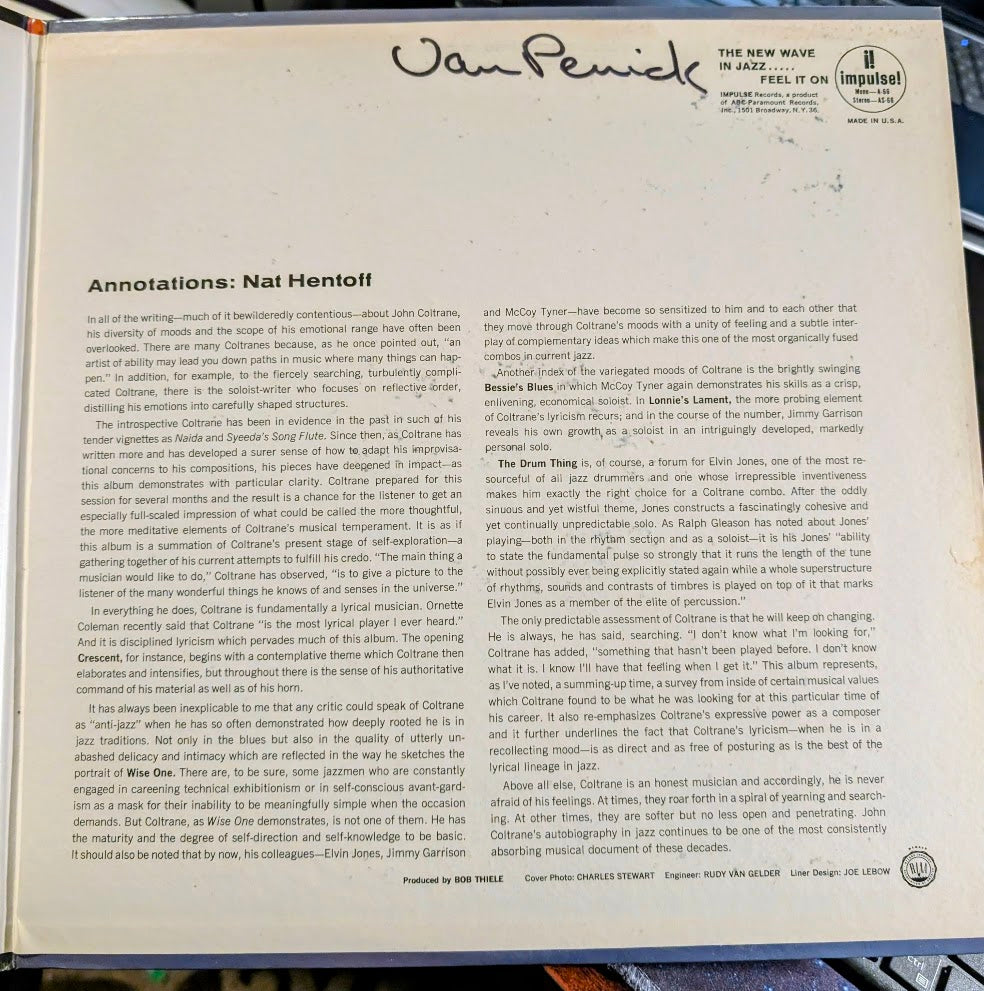 Van Penick
THE NEW WAVE
IN JAZZ.....
FEEL IT ON
IMPULSE Records, a product
of ABC-Paramount Records,
Inc., 1501 Broadway, N.Y. 36.
i!
impulse!
Mono—A-66
Stereo—AS-66
MADE IN U.S.A.
Annotations: Nat Hentoff
In all of the writing—much of it bewilderedly contentious—about John Coltrane,
his diversity of moods and the scope of his emotional range have often been
overlooked. There are many Coltranes because, as he once pointed out, “an
artist of ability may lead you down paths in music where many things can hap-
pen.” In addition, for example, to the fiercely searching, turbulently compli-
cated Coltrane, there is the soloist-writer who focuses on reflective order,
distilling his emotions into carefully shaped structures.
The introspective Coltrane has been in evidence in the past in such of his
tender vignettes as Naida and Syeeda's Song Flute. Since then, as Coltrane has
written more and has developed a surer sense of how to adapt his improvisa-
tional concerns to his compositions, his pieces have deepened in impact—as
this album demonstrates with particular clarity. Coltrane prepared for this
session for several months and the result is a chance for the listener to get an
especially full-scaled impression of what could be called the more thoughtful,
the more meditative elements of Coltrane's musical temperament. It is as if
this album is a summation of Coltrane's present stage of self-exploration—a
gathering together of his current attempts to fulfill his credo. “The main thing a
musician would like to do,” Coltrane has observed, “is to give a picture to the
listener of the many wonderful things he knows of and senses in the universe.”
In everything he does, Coltrane is fundamentally a lyrical musician. Ornette
Coleman recently said that Coltrane “is the most lyrical player I ever heard.”
And it is disciplined lyricism which pervades much of this album. The opening
Crescent, for instance, begins with a contemplative theme which Coltrane then
elaborates and intensifies, but throughout there is the sense of his authoritative
command of his material as well as of his horn.
It has always been inexplicable to me that any critic could speak of Coltrane
as “anti-jazz” when he has so often demonstrated how deeply rooted he is in
jazz traditions. Not only in the blues but also in the quality of utterly un-
abashed delicacy and intimacy which are reflected in the way he sketches the
portrait of Wise One. There are, to be sure, some jazzmen who are constantly
engaged in careening technical exhibitionism or in self-conscious avant-gard-
ism as a mask for their inability to be meaningfully simple when the occasion
demands. But Coltrane, as Wise One demonstrates, is not one of them. He has
the maturity and the degree of self-direction and self-knowledge to be basic.
It should also be noted that by now, his colleagues—Elvin Jones, Jimmy Garrison
and McCoy Tyner—have become so sensitized to him and to each other that
they move through Coltrane's moods with a unity of feeling and a subtle inter-
play of complementary ideas which make this one of the most organically fused
combos in current jazz.
Another index of the variegated moods of Coltrane is the brightly swinging
Bessie's Blues in which McCoy Tyner again demonstrates his skills as a crisp,
enlivening, economical soloist. In Lonnie's Lament, the more probing element
of Coltrane's lyricism recurs; and in the course of the number, Jimmy Garrison
reveals his own growth as a soloist in an intriguingly developed, markedly
personal solo.
The Drum Thing is, of course, a forum for Elvin Jones, one of the most re-
sourceful of all jazz drummers and one whose irrepressible inventiveness
makes him exactly the right choice for a Coltrane combo. After the oddly
sinuous and yet wistful theme, Jones constructs a fascinatingly cohesive and
yet continually unpredictable solo. As Ralph Gleason has noted about Jones'
playing—both in the rhytam section and as a soloist—it is his Jones' “ability
to state the fundamental pulse so strongly that it runs the length of the tune
without possibly ever being explicitly stated again while a whole superstructure
of rhythms, sounds and contrasts of timbres is played on top of it that marks
Elvin Jones as a member of the elite of percussion.”
The only predictable assessment of Coltrane is that he will keep on changing.
He is always, he has said, searching. “I don't know what I'm looking for,”
Coltrane has added, “something that hasn't been played before. I don't know
what it is. I know I'll have that feeling when I get it.” This album represents,
as I've noted, a summing-up time, a survey from inside of certain musical values
which Coltrane found to be what he was looking for at this particular time of
his career. It also re-emphasizes Coltrane's expressive power as a composer
and it further underlines the fact that Coltrane's lyricism—when he is in a
recollecting mood—is as direct and as free of posturing as is the best of the
lyrical lineage in jazz.
Above all else, Coltrane is an honest musician and accordingly, he is never
afraid of his feelings. At times, they roar forth in a spiral of yearning and search-
ing. At other times, they are softer but no less open and penetrating. John
Coltrane's autobiography in jazz continues to be one of the most consistently
absorbing musical document of these decades.
Produced by BOB THIELE Cover Photo: CHARLES STEWART Engineer: RUDY VAN GELDER Liner Design: JOE LEBOW
RIAA
Ctrl